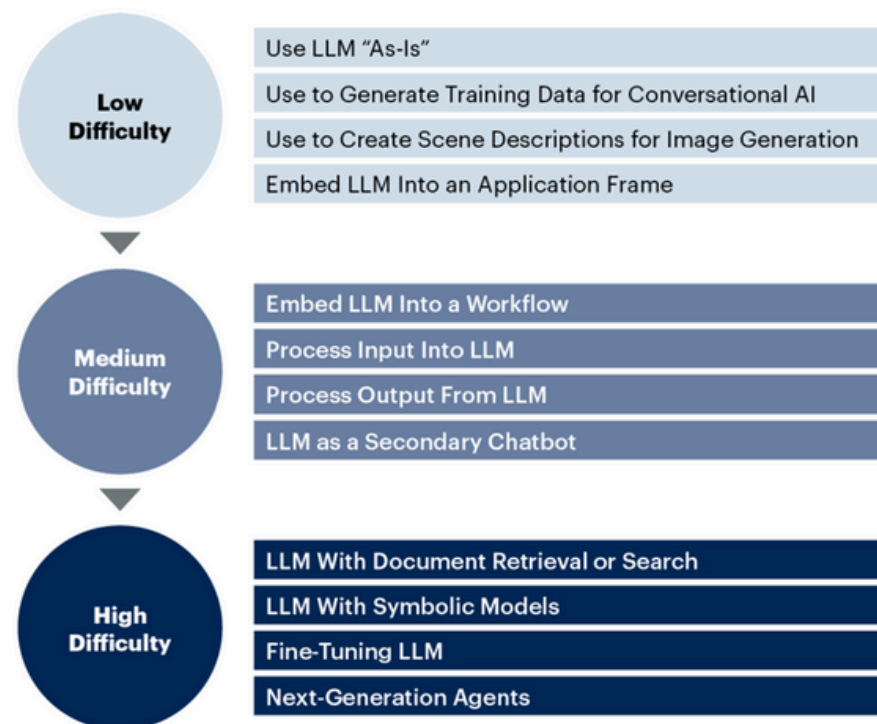 Low
Difficulty
Use LLM “As-Is”
Use to Generate Training Data for Conversational AI
Use to Create Scene Descriptions for Image Generation
Embed LLM Into an Application Frame
Medium
Difficulty
Embed LLM Into a Workflow
Process Input Into LLM
Process Output From LLM
LLM as a Secondary Chatbot
High
Difficulty
LLM With Document Retrieval or Search
LLM With Symbolic Models
Fine-Tuning LLM
Next-Generation Agents